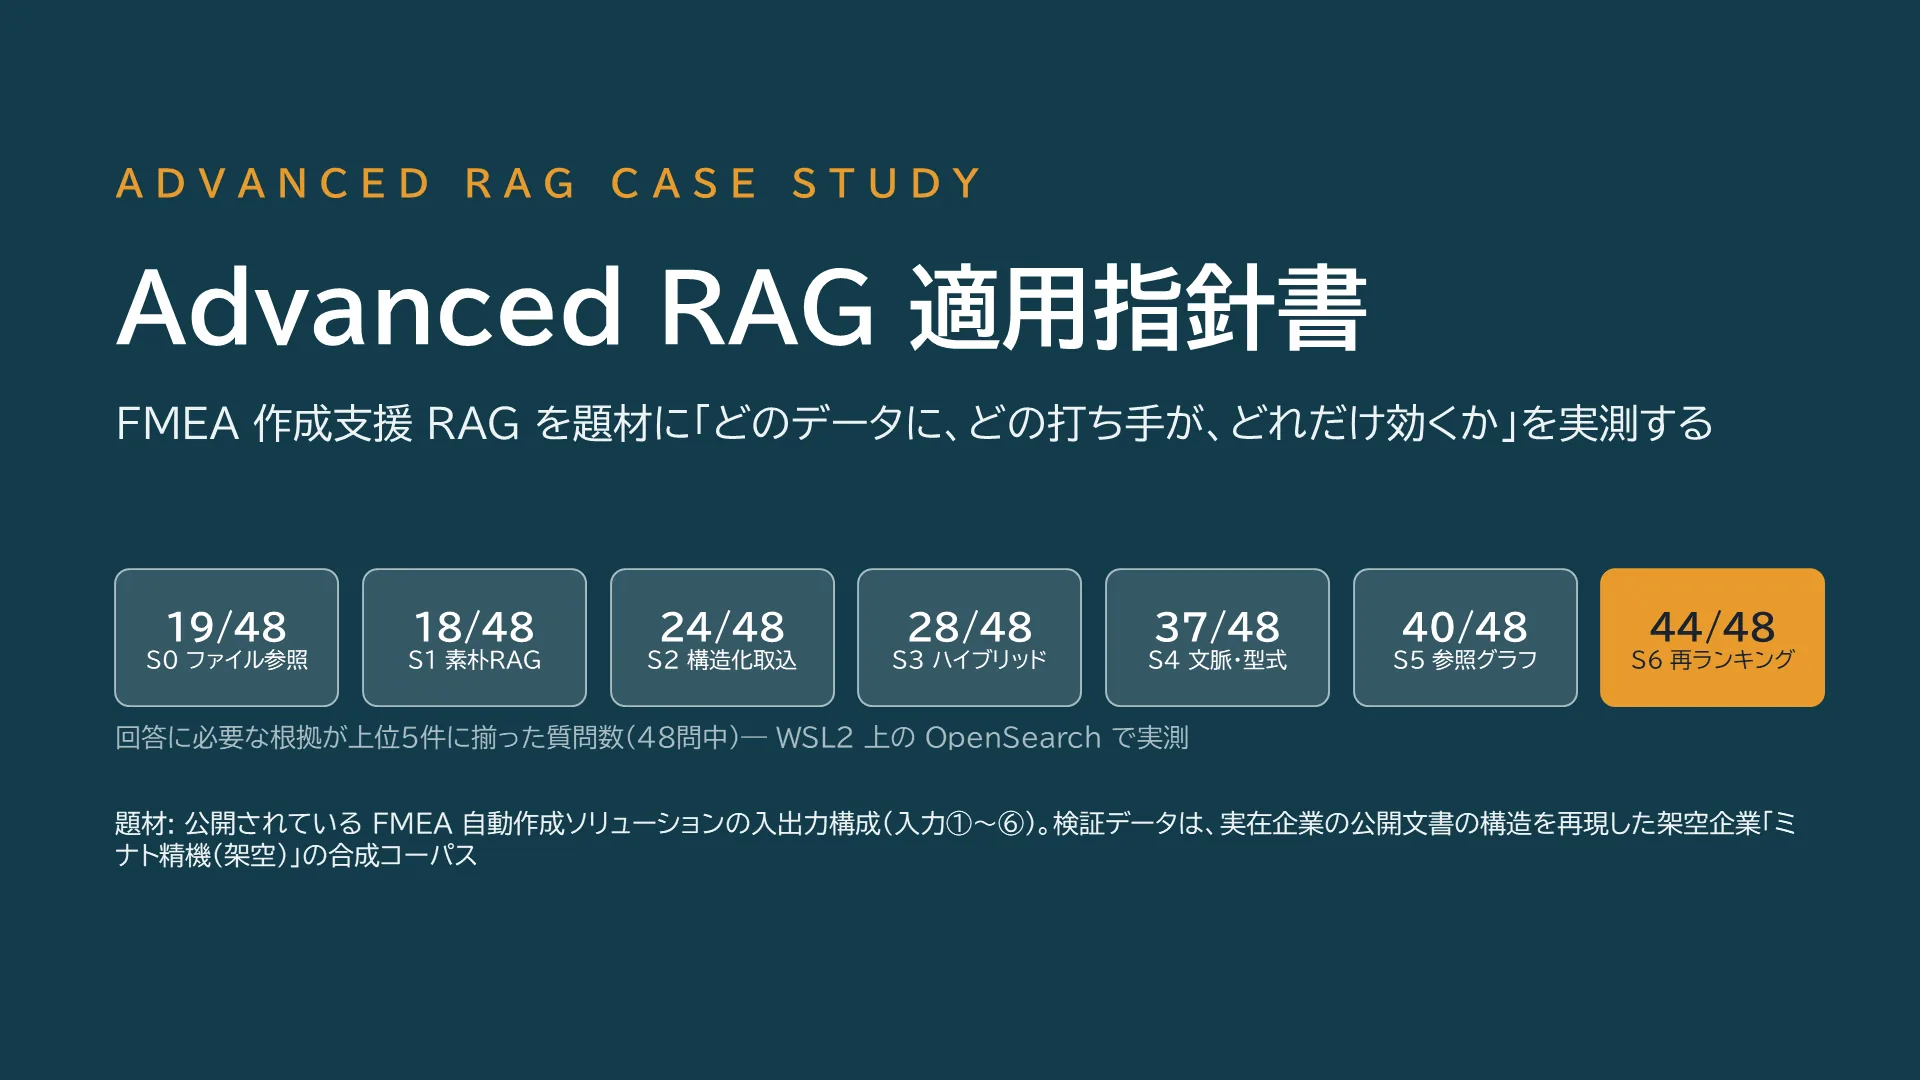 ADVANCED RAG CASE STUDY
Advanced RAG 適用指針書
FMEA 作成支援 RAG を題材に「どのデータに、どの打ち手が、どれだけ効くか」を実測する
19/48
S0 ファイル参照
18/48
S1 素朴RAG
24/48
S2 構造化取込
28/48
S3 ハイブリッド
37/48
S4 文脈・型式
40/48
S5 参照グラフ
44/48
S6 再ランキング
回答に必要な根拠が上位5件に揃った質問数（48問中）— WSL2 上の OpenSearch で実測
題材: 公開されている FMEA 自動作成ソリューションの入出力構成（入力①〜⑥）。検証データは、実在企業の公開文書の構造を再現した架空企業「ミ
ナト精機（架空）」の合成コーパス